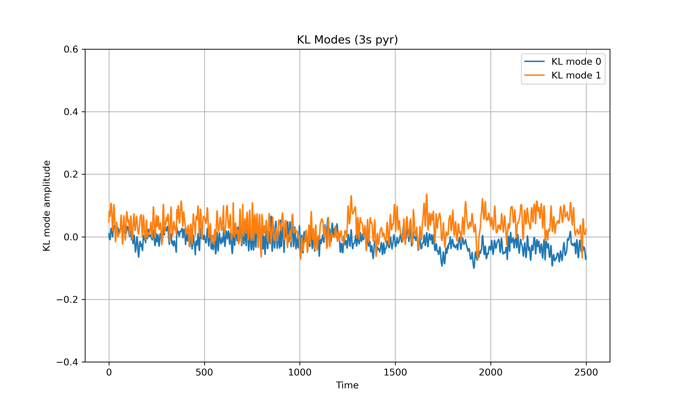 KL Modes (3s pyr)
KL mode 0
KL mode 1
0.6
0.4
0.2
0.0
−0.2
−0.4
KL mode amplitude
0
500
1000
1500
2000
2500
Time